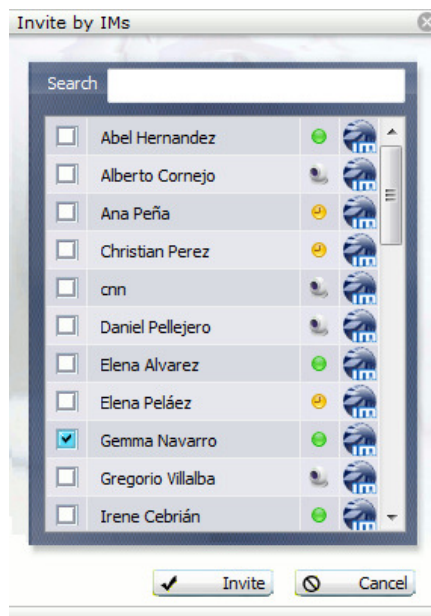 Invite by IMs
Search
Abel Hernandez
Alberto Cornejo
Ana Peña
Christian Perez
cnn
Daniel Pellejero
Elena Alvarez
Elena Peláez
Gemma Navarro
Gregorio Villalba
Irene Cebrián
Invite Cancel